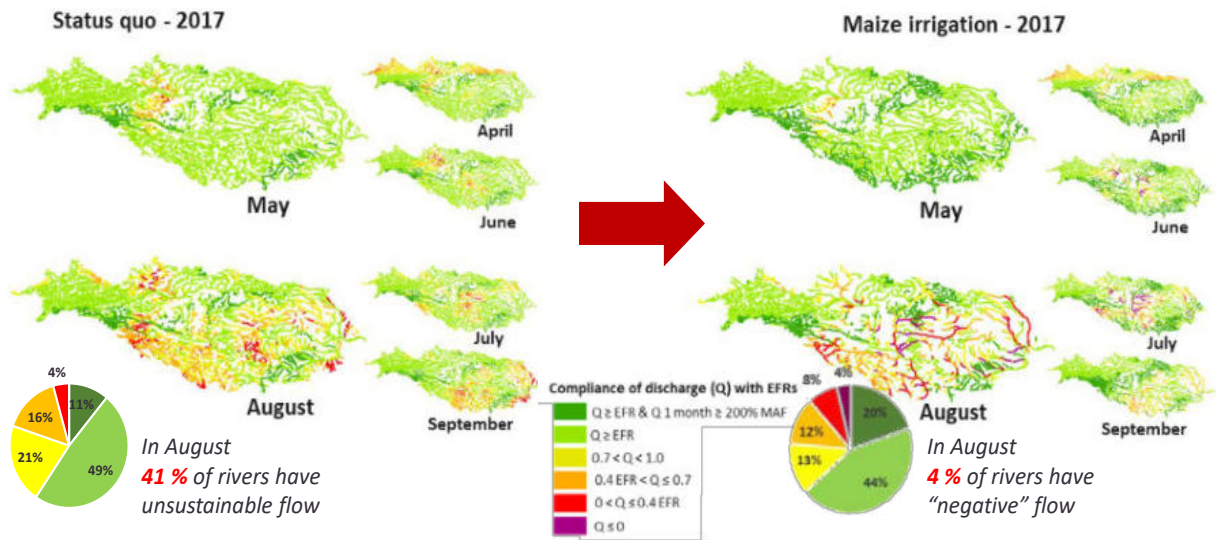 Status quo - 2017
May
April
June
August
July
September
4%
11%
16%
21%
49%
In August
41 % of rivers have
unsustainable flow
Maize irrigation - 2017
May
April
June
August
July
September
Compliance of discharge (Q) with EFRs
Q ≥ EFR & Q 1 month ≥ 200% MAF
Q ≥ EFR
0.7 < Q < 1.0
0.4 EFR < Q ≤ 0.7
0 < Q ≤ 0.4 EFR
Q ≤ 0
8%
4%
20%
12%
13%
44%
In August
4 % of rivers have
“negative” flow